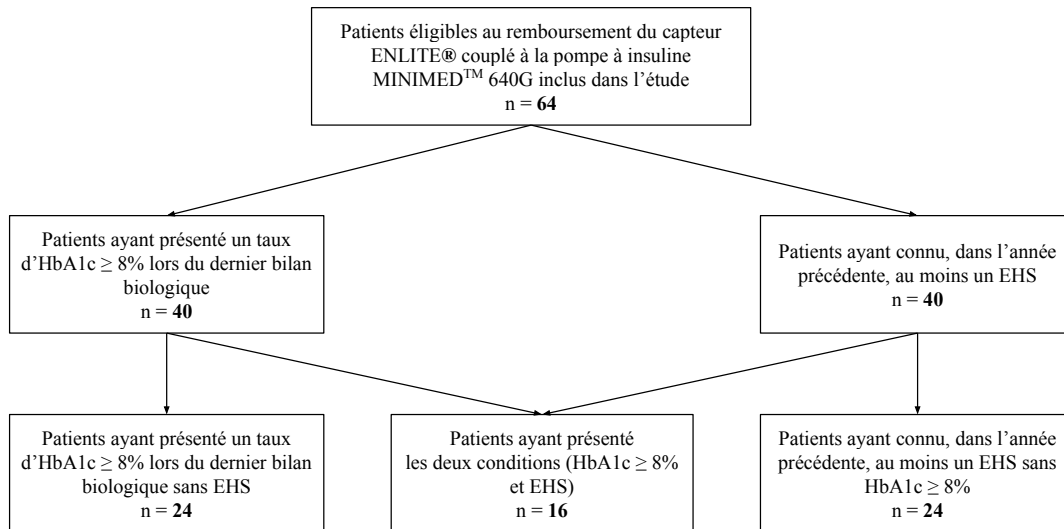 Patients éligibles au remboursement du capteur
ENLITE® couplé à la pompe à insuline
MINIMED™ 640G inclus dans l'étude
n = 64
Patients ayant présenté un taux
d'HbA1c ≥ 8% lors du dernier bilan
biologique
n = 40
Patients ayant connu, dans l'année
précédente, au moins un EHS
n = 40
Patients ayant présenté un taux
d'HbA1c ≥ 8% lors du dernier bilan
biologique sans EHS
n = 24
Patients ayant présenté
les deux conditions (HbA1c ≥ 8%
et EHS)
n = 16
Patients ayant connu, dans l'année
précédente, au moins un EHS sans
HbA1c ≥ 8%
n = 24